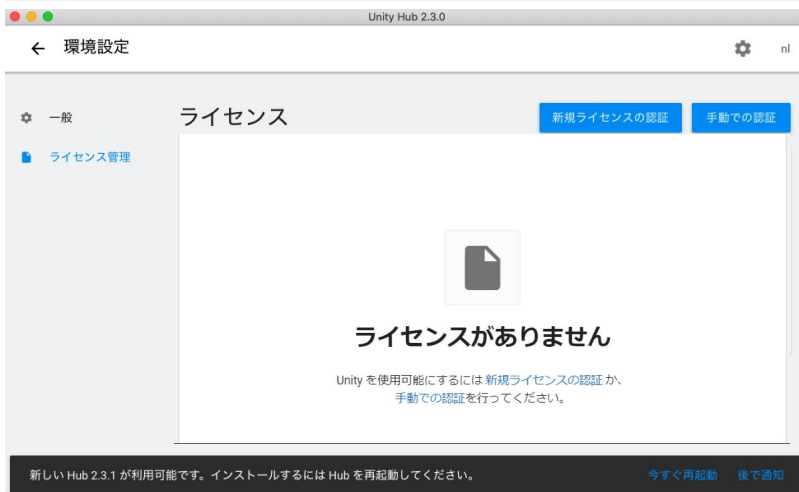 Unity Hub 2.3.0
環境設定
nl
一般
ライセンス管理
ライセンス
新規ライセンスの認証
手動での認証
ライセンスがありません
Unity を使用可能にするには 新規ライセンスの認証 か、
手動での認証を行ってください。
新しい Hub 2.3.1 が利用可能です。インストールするには Hub を再起動してください。
今すぐ再起動
後で通知